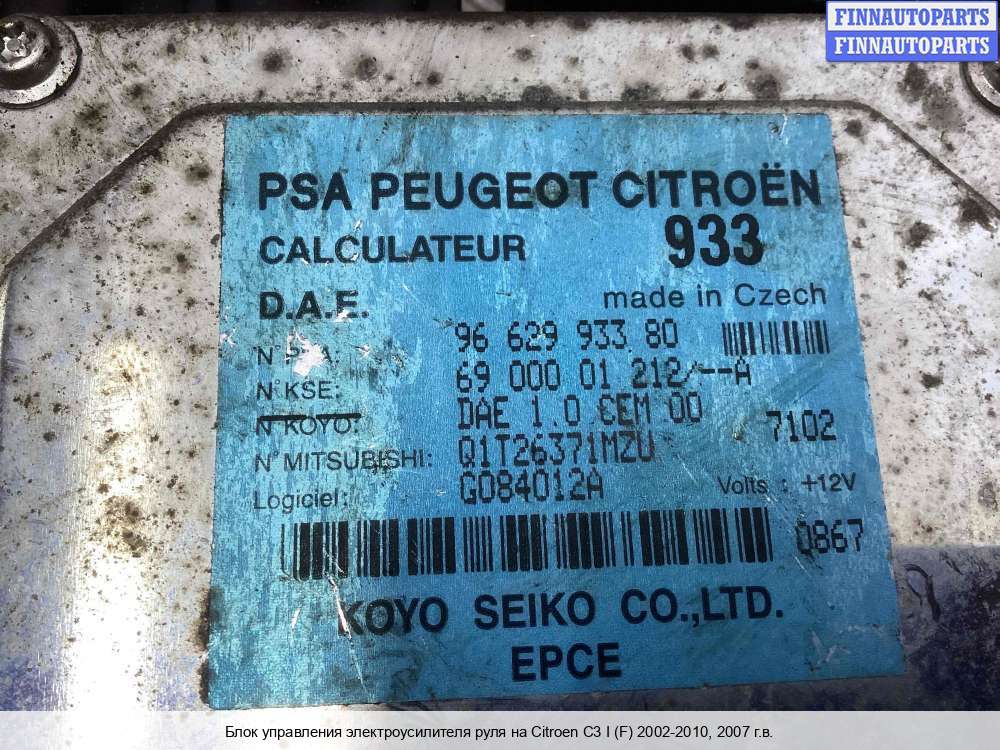 FINNAUTOPARTS
FINNAUTOPARTS
PSA PEUGEOT CITROËN
CALCULATEUR 933
D.A.E. made in Czech
N° PSA: 96 629 933 80
N° KSE: 69 000 01 212/--A
N° KOYO: DAE 1.0 CEM 00 7102
N° MITSUBISHI: Q1T26371MZU
Logiciel: G084012A Volts : +12V
0867
KOYO SEIKO CO.,LTD.
EPCE
Блок управления электроусилителя руля на Citroen C3 I (F) 2002-2010, 2007 г.в.